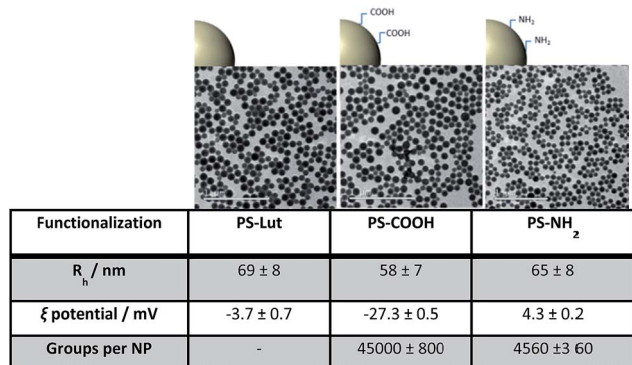 COOH
COOH
NH₂
NH₂
Functionalization PS-Lut PS-COOH PS-NH₂
Rₕ / nm 69 ± 8 58 ± 7 65 ± 8
ξ potential / mV -3.7 ± 0.7 -27.3 ± 0.5 4.3 ± 0.2
Groups per NP - 45000 ± 800 4560 ±3 60